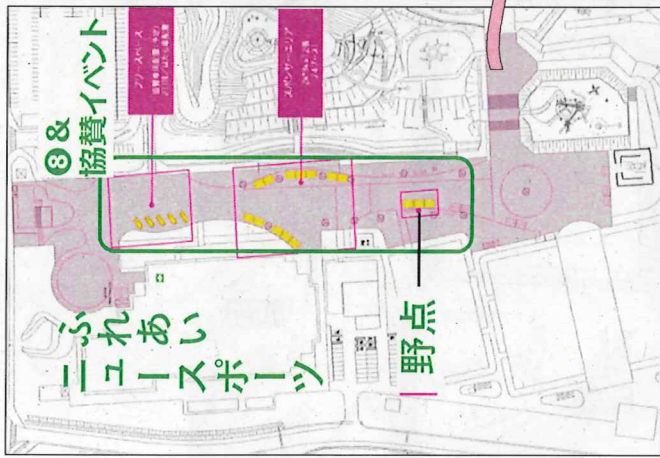 ❽&
協賛イベント
フリースペース
スポンサーエリア
ふれあい
ニュースポーツ
野点